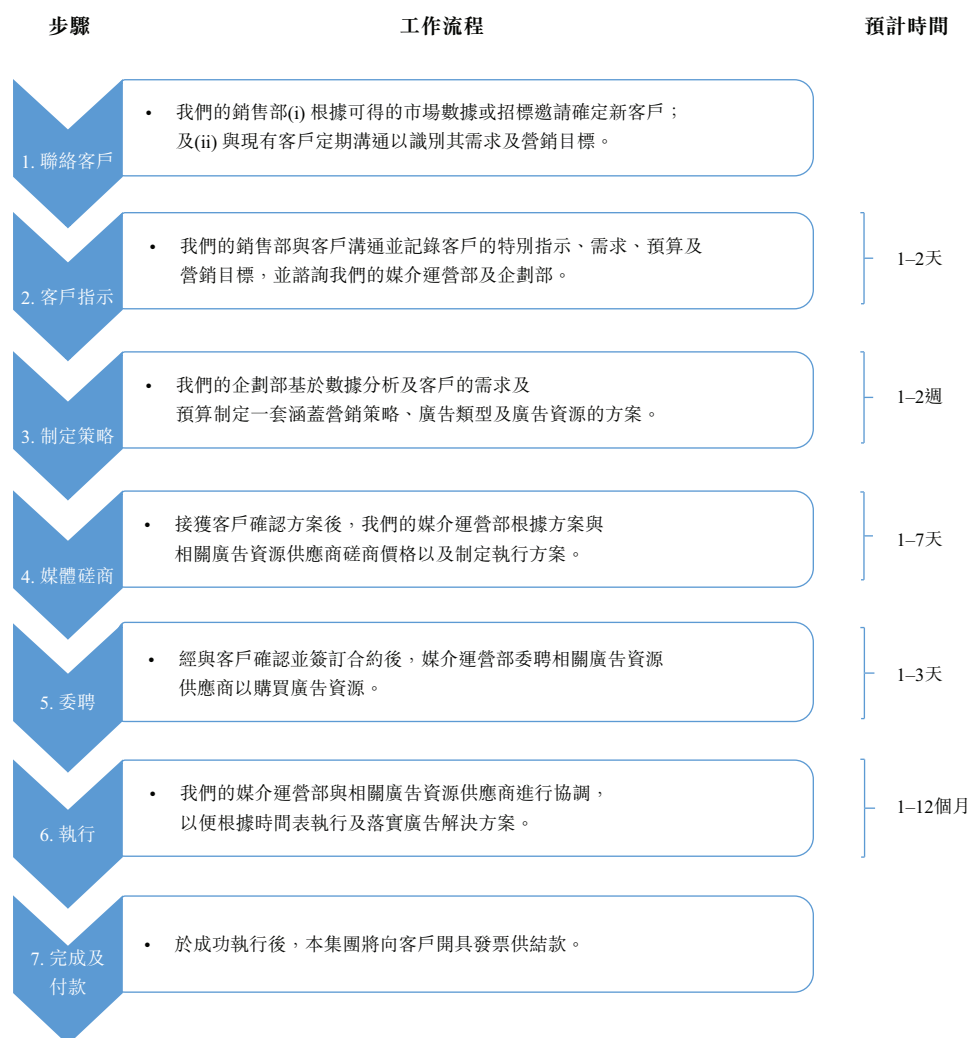 步驟
工作流程
預計時間
1. 聯絡客戶
• 我們的銷售部(i) 根據可得的市場數據或招標邀請確定新客戶；
及(ii) 與現有客戶定期溝通以識別其需求及營銷目標。
2. 客戶指示
• 我們的銷售部與客戶溝通並記錄客戶的特別指示、需求、預算及
營銷目標，並諮詢我們的媒介運營部及企劃部。
1–2天
3. 制定策略
• 我們的企劃部基於數據分析及客戶的需求及
預算制定一套涵蓋營銷策略、廣告類型及廣告資源的方案。
1–2週
4. 媒體磋商
• 接獲客戶確認方案後，我們的媒介運營部根據方案與
相關廣告資源供應商磋商價格以及制定執行方案。
1–7天
5. 委聘
• 經與客戶確認並簽訂合約後，媒介運營部委聘相關廣告資源
供應商以購買廣告資源。
1–3天
6. 執行
• 我們的媒介運營部與相關廣告資源供應商進行協調，
以便根據時間表執行及落實廣告解決方案。
1–12個月
7. 完成及
付款
• 於成功執行後，本集團將向客戶開具發票供結款。